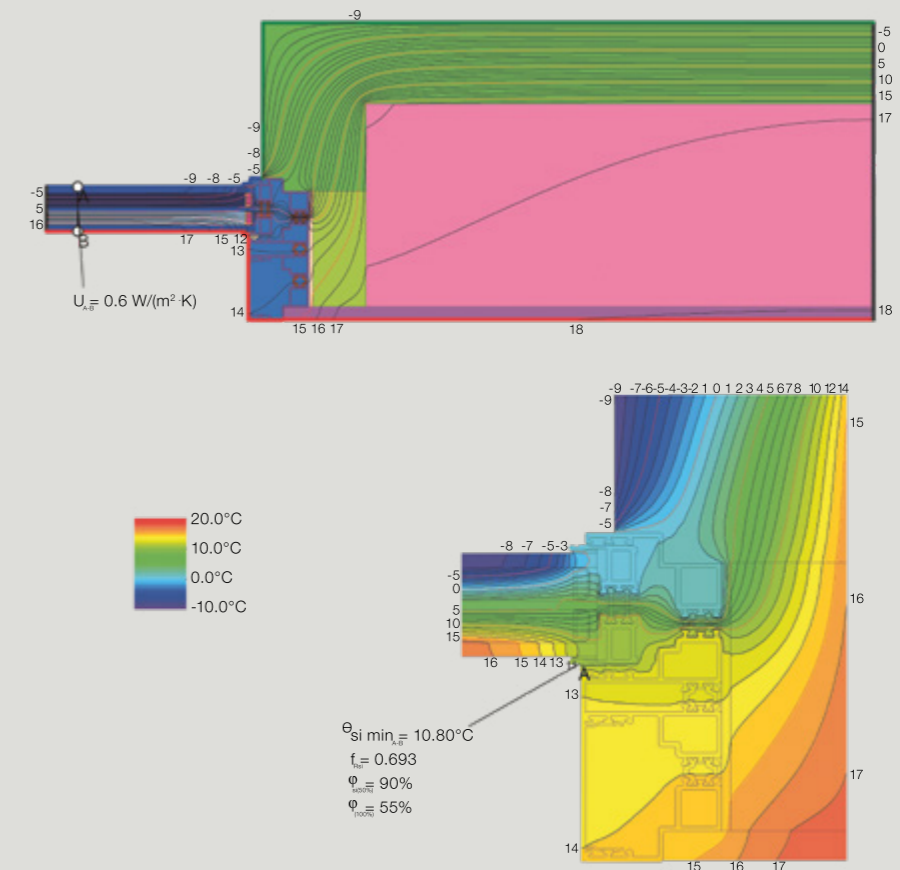 -9
-5
0
5
10
15
17
-9
-8
-5
-9 -8 -5
-5
5
16
A
B
17 15 12
13
14
U A-B = 0.6 W/(m² ·K)
15 16 17
18
18
-9 -7-6-5-4-3-2 1 0 1 2 3 4 5 6 7 8 10 12 14
-9
15
-8
-7
-5
20.0°C
10.0°C
0.0°C
-10.0°C
-8 -7 -5-3
-5
0
5
10
15
16
16 15 14 13
A
13
θsi min A-B = 10.80°C
fRsi = 0.693
φsi(50%) = 90%
φ(100%) = 55%
17
14
15 16 17